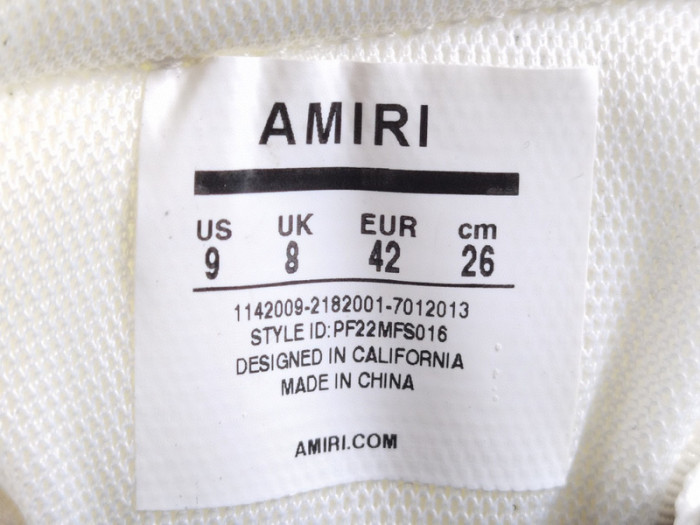 AMIRI
US UK EUR cm
9 8 42 26
1142009-2182001-7012013
STYLE ID:PF22MFS016
DESIGNED IN CALIFORNIA
MADE IN CHINA
AMIRI.COM